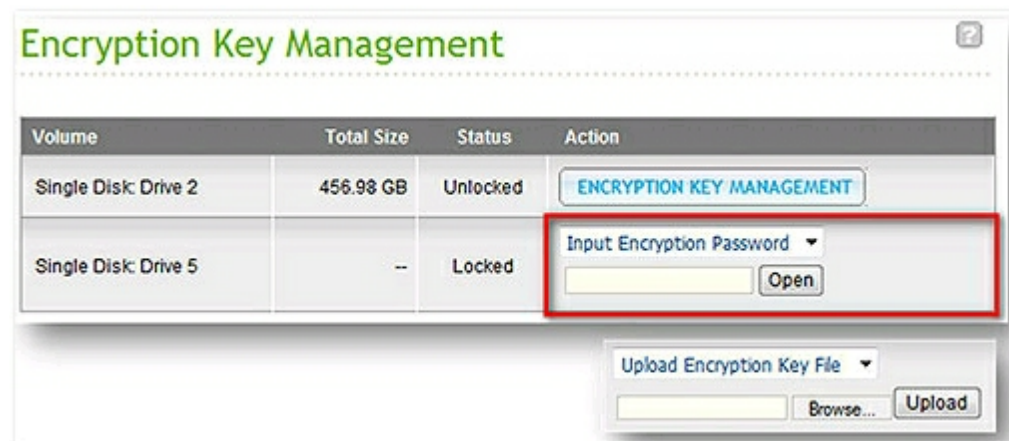 Encryption Key Management
?
Volume Total Size Status Action
Single Disk: Drive 2 456.98 GB Unlocked ENCRYPTION KEY MANAGEMENT
Single Disk: Drive 5 -- Locked Input Encryption Password
Open
Upload Encryption Key File
Browse... Upload